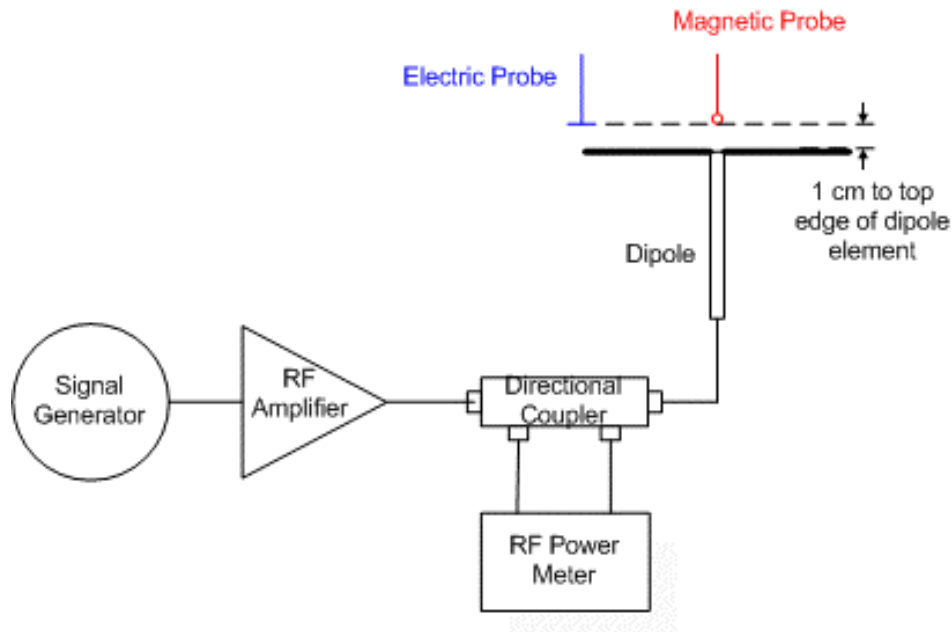 Magnetic Probe
Electric Probe
1 cm to top
edge of dipole
element
Dipole
Signal
Generator
RF
Amplifier
Directional
Coupler
RF Power
Meter